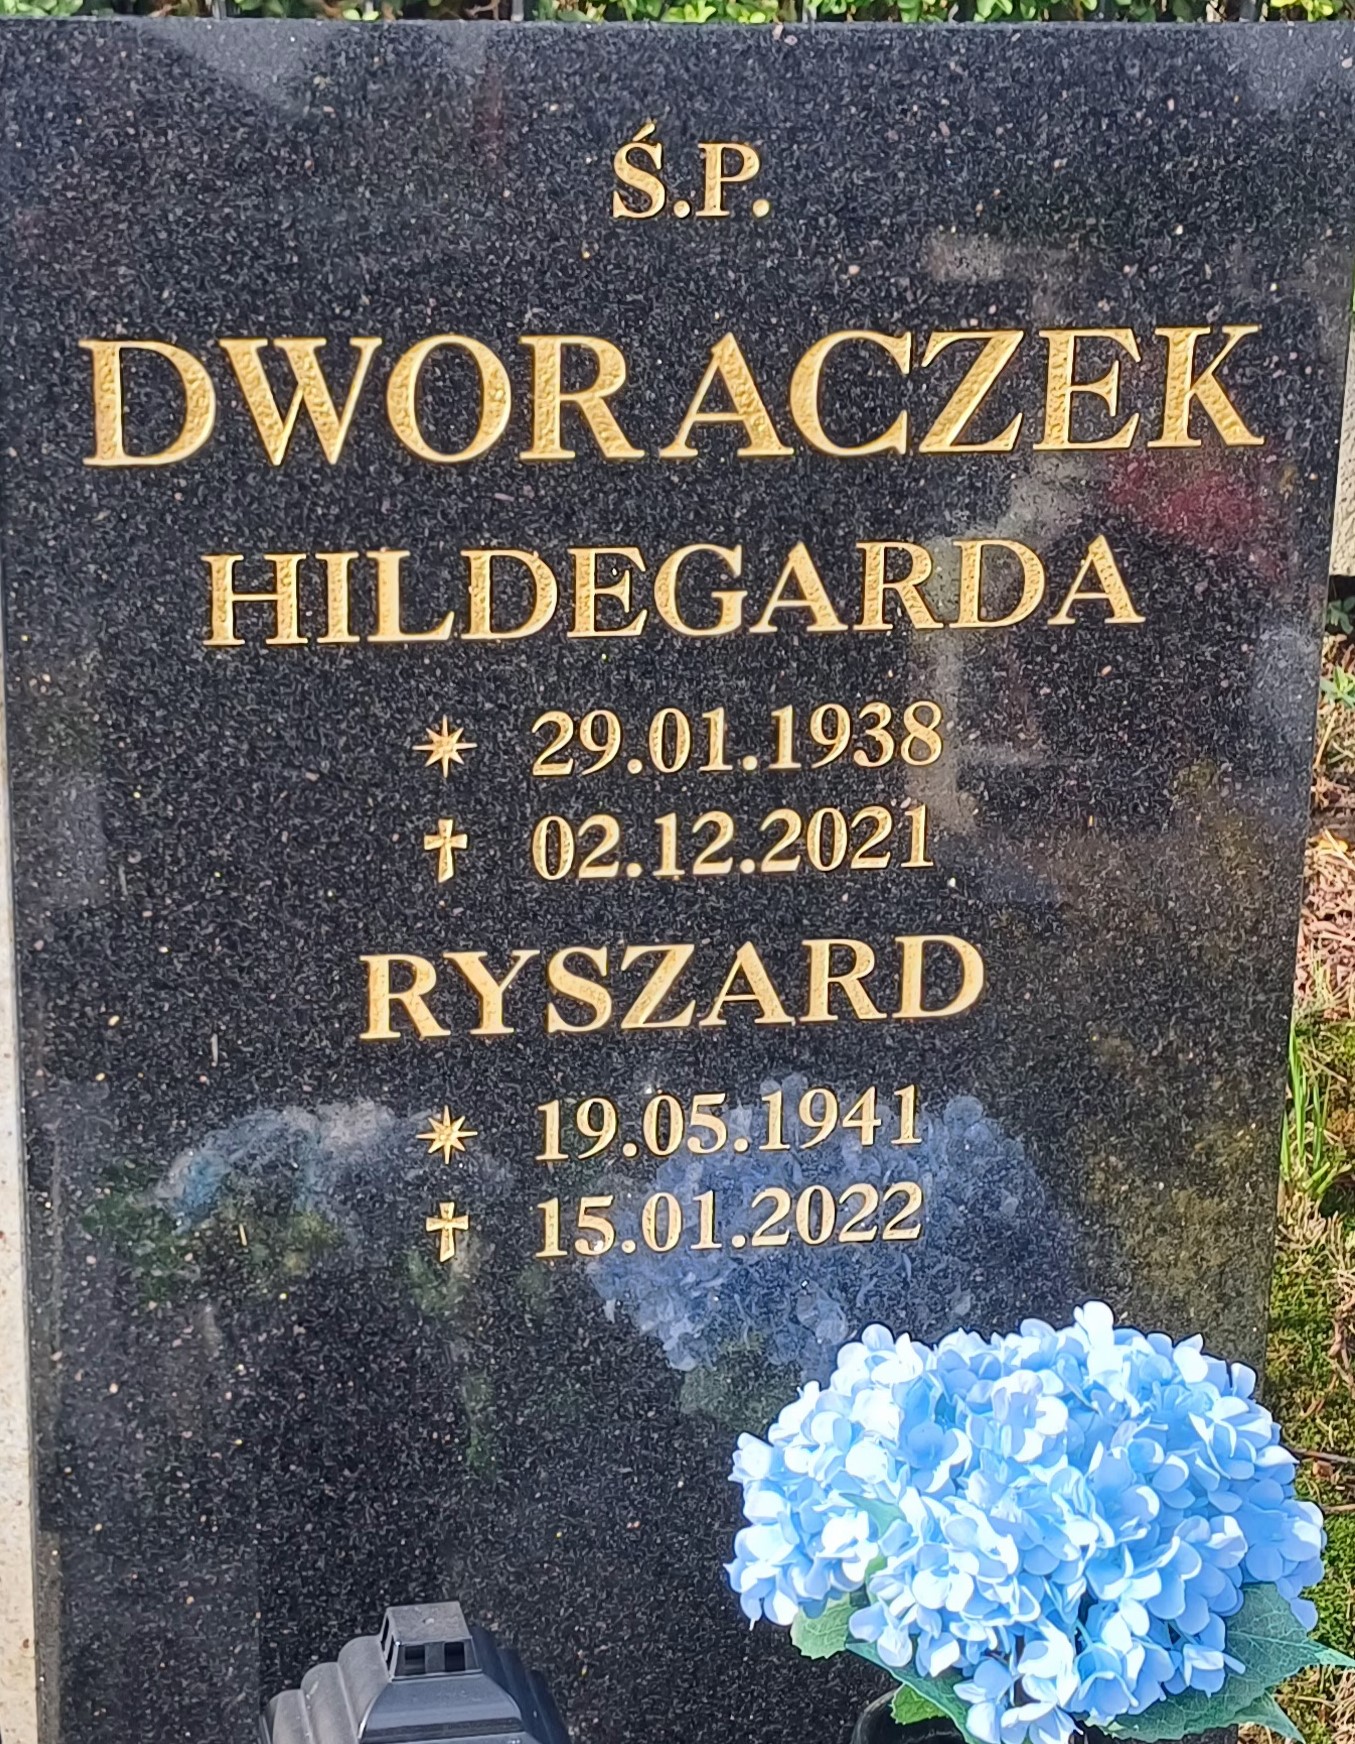 Ś.P.
DWORACZEK
HILDEGARDA
29.01.1938
02.12.2021
RYSZARD
19.05.1941
15.01.2022